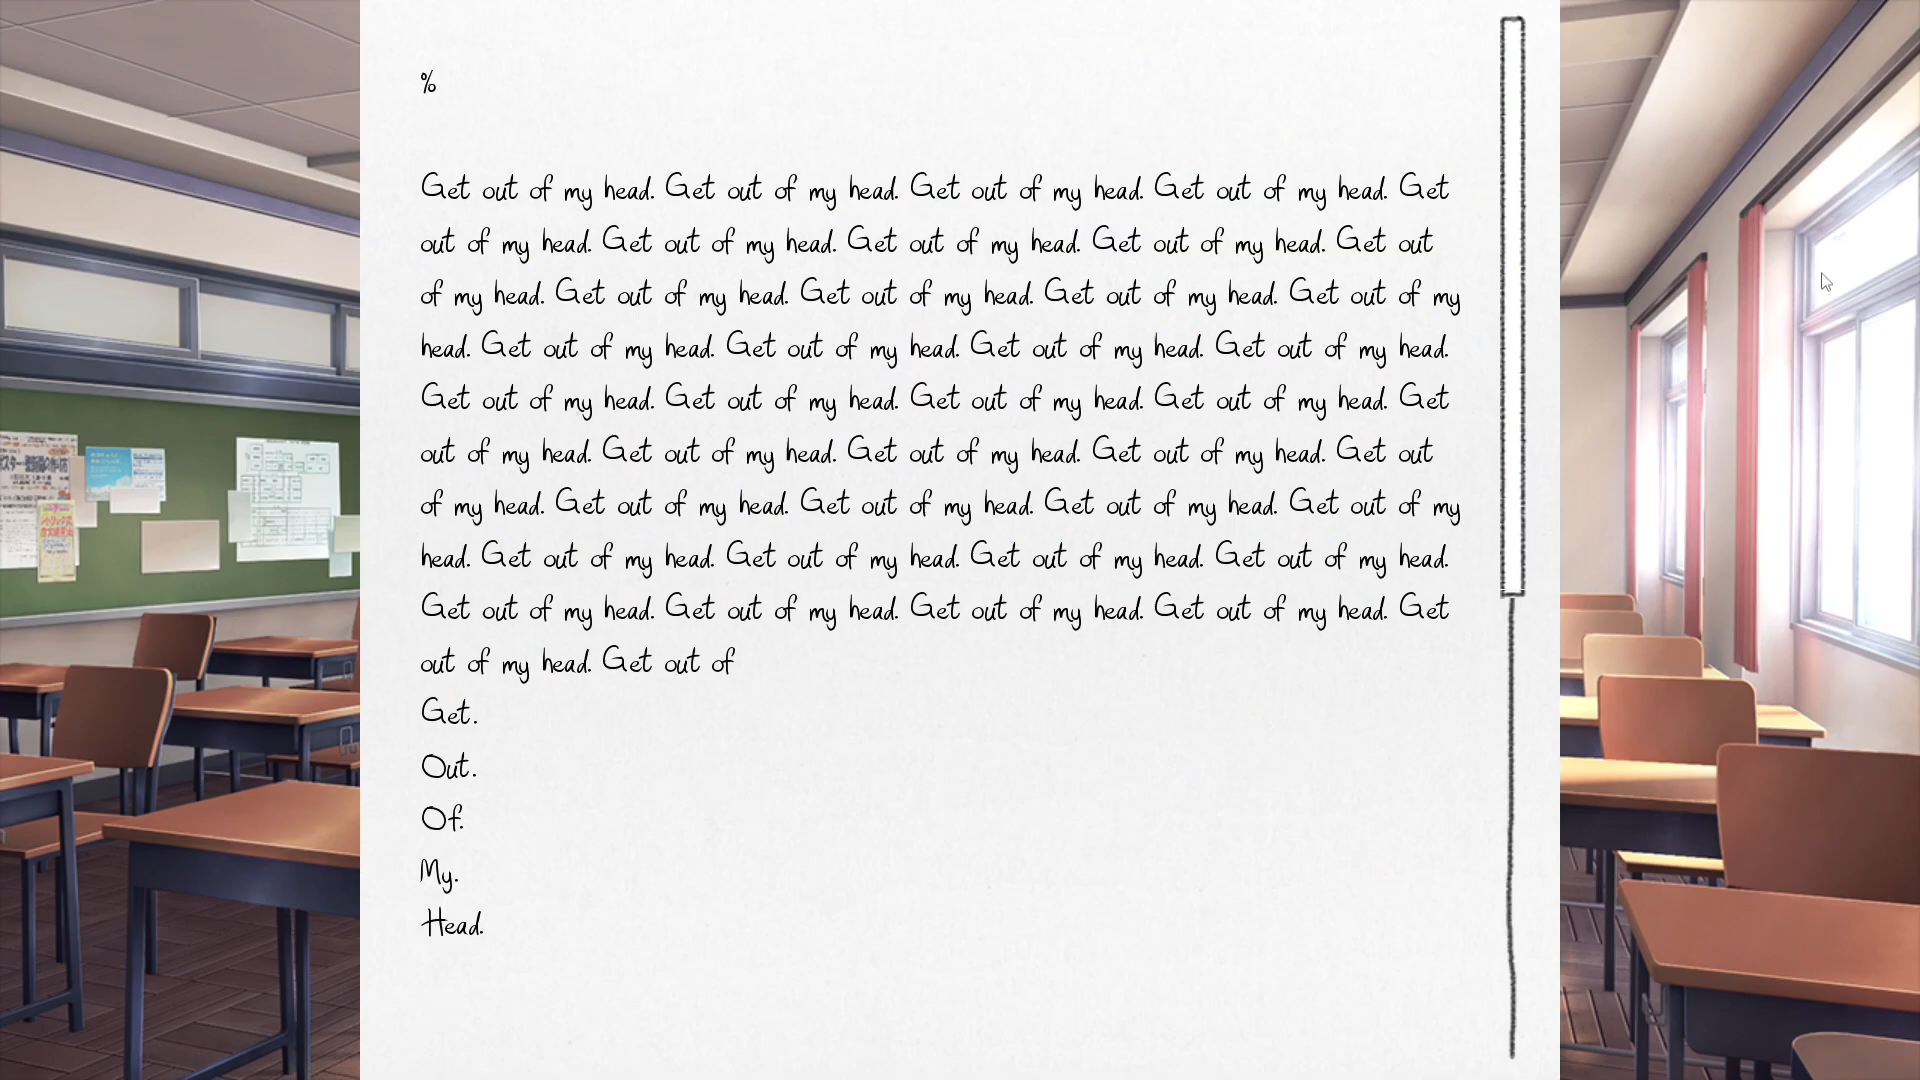 %
Get out of my head. Get out of my head. Get out of my head. Get out of my head. Get
out of my head. Get out of my head. Get out of my head. Get out of my head. Get out
of my head. Get out of my head. Get out of my head. Get out of my head. Get out of my
head. Get out of my head. Get out of my head. Get out of my head. Get out of my head.
Get out of my head. Get out of my head. Get out of my head. Get out of my head. Get
out of my head. Get out of my head. Get out of my head. Get out of my head. Get out
of my head. Get out of my head. Get out of my head. Get out of my head. Get out of my
head. Get out of my head. Get out of my head. Get out of my head. Get out of my head.
Get out of my head. Get out of my head. Get out of my head. Get out of my head. Get
out of my head. Get out of
Get.
Out.
Of.
My.
Head.